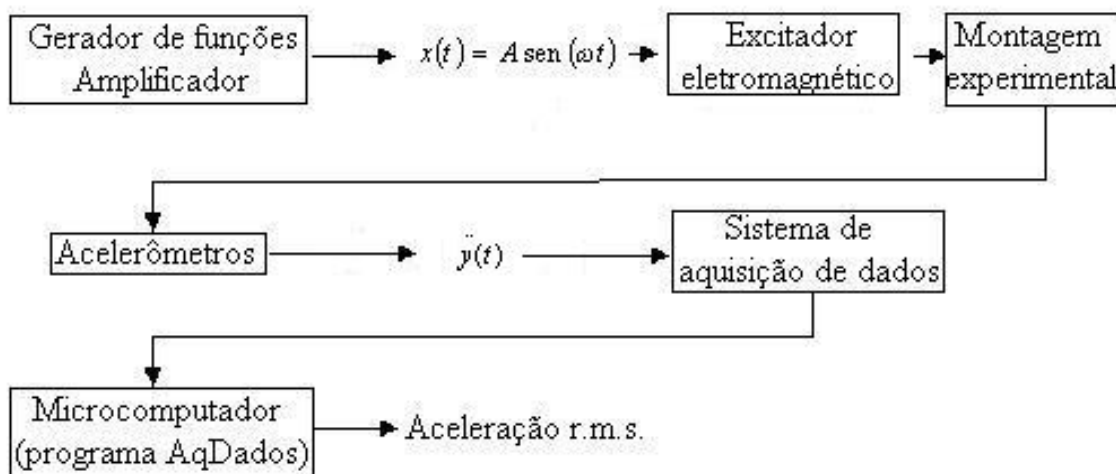 Gerador de funções
Amplificador
x(t) = A sen (ωt)
Excitador
eletromagnético
Montagem
experimental
Acelerômetros
ÿ(t)
Sistema de
aquisição de dados
Microcomputador
(programa AqDados)
Aceleração r.m.s.